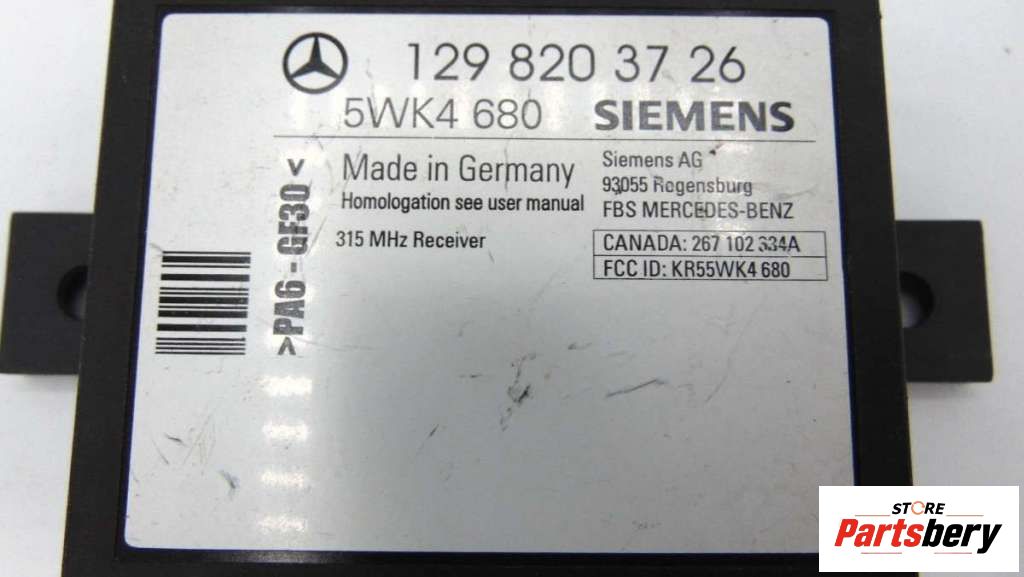 129 820 37 26
5WK4 680 SIEMENS
Made in Germany
Homologation see user manual
315 MHz Receiver
Siemens AG
93055 Regensburg
FBS MERCEDES-BENZ
CANADA: 267 102 334A
FCC ID: KR55WK4 680
>PA6 - GF30<
STORE
Partsbery